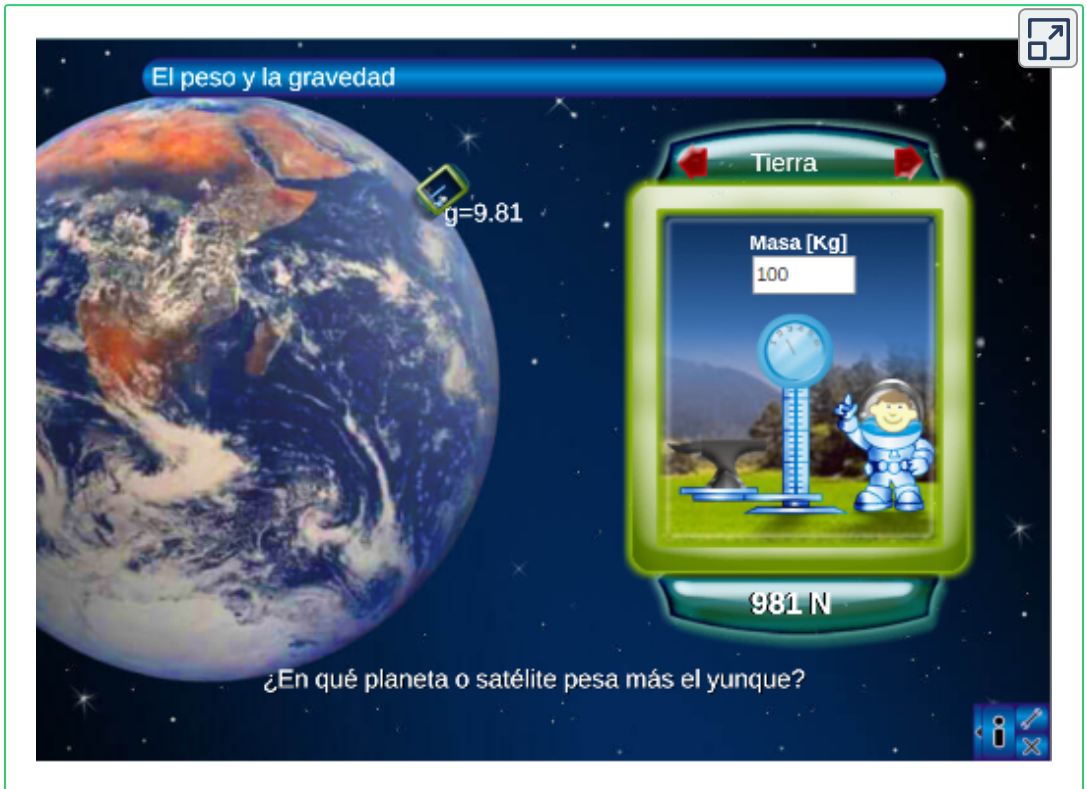 El peso y la gravedad
Tierra
g=9.81
Masa [Kg]
100
981 N
¿En qué planeta o satélite pesa más el yunque?
i